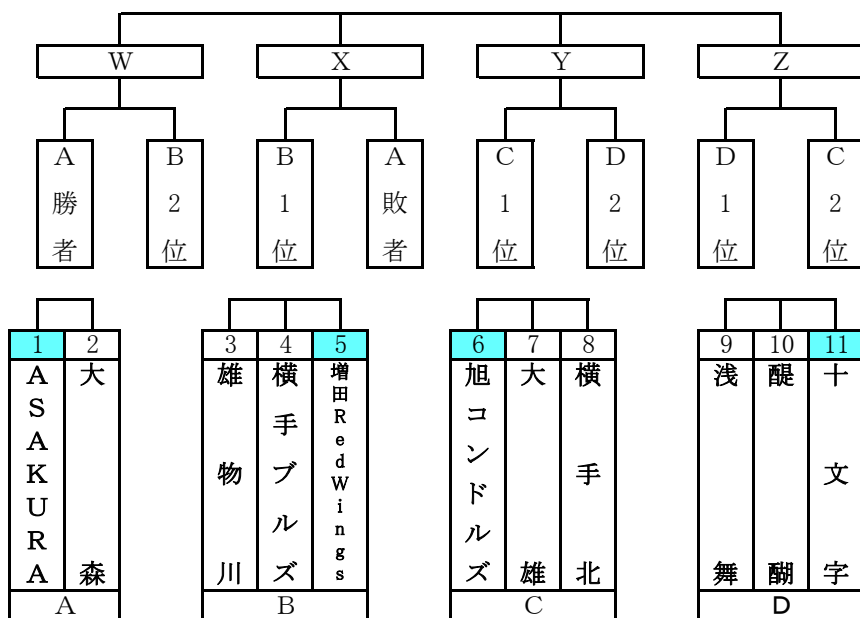 W X Y Z
A勝者 B2位 B1位 A敗者 C1位 D2位 D1位 C2位
1 2 3 4 5 6 7 8 9 10 11
ASAKURA
大森
雄物川
横手ブルズ
増田RedWings
旭コンドルズ
大雄
横手北
浅舞
醍醐
十文字
A B C D